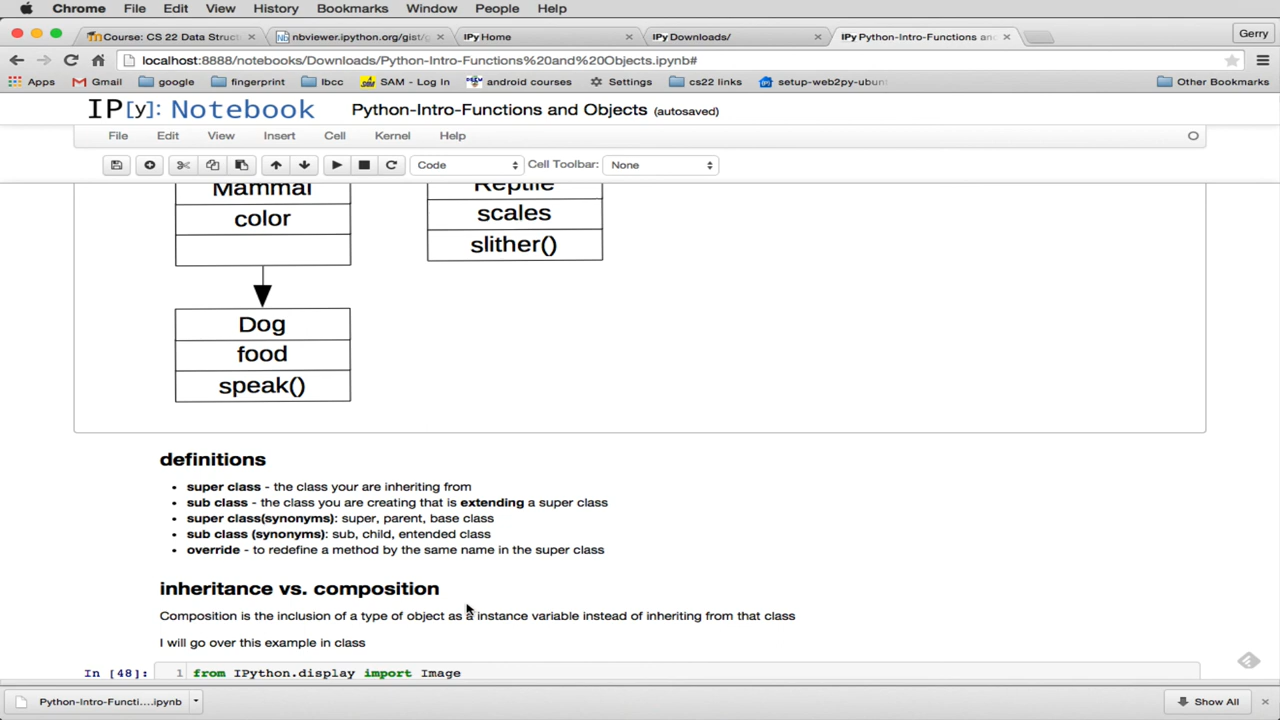 Chrome File Edit View History Bookmarks Window People Help
Course: CS 22 Data Struct
nbviewer.ipython.org/gist/g
IPy Home
IPy Downloads/
IPy Python-Intro-Functions and
Gerry
localhost:8888/notebooks/Downloads/Python-Intro-Functions%20and%20Objects.ipynb#
Apps Gmail google fingerprint lbcc SAM - Log In android courses Settings cs22 links setup-web2py-ubun Other Bookmarks
IP[y]: Notebook Python-Intro-Functions and Objects (autosaved)
File Edit View Insert Cell Kernel Help
Code Cell Toolbar: None
Mammal
color
Reptile
scales
slither()
Dog
food
speak()
definitions
• super class - the class your are inheriting from
• sub class - the class you are creating that is extending a super class
• super class(synonyms): super, parent, base class
• sub class (synonyms): sub, child, entended class
• override - to redefine a method by the same name in the super class
inheritance vs. composition
Composition is the inclusion of a type of object as a instance variable instead of inheriting from that class
I will go over this example in class
In [48]: 1 from IPython.display import Image
Python-Intro-Functi....ipynb
Show All